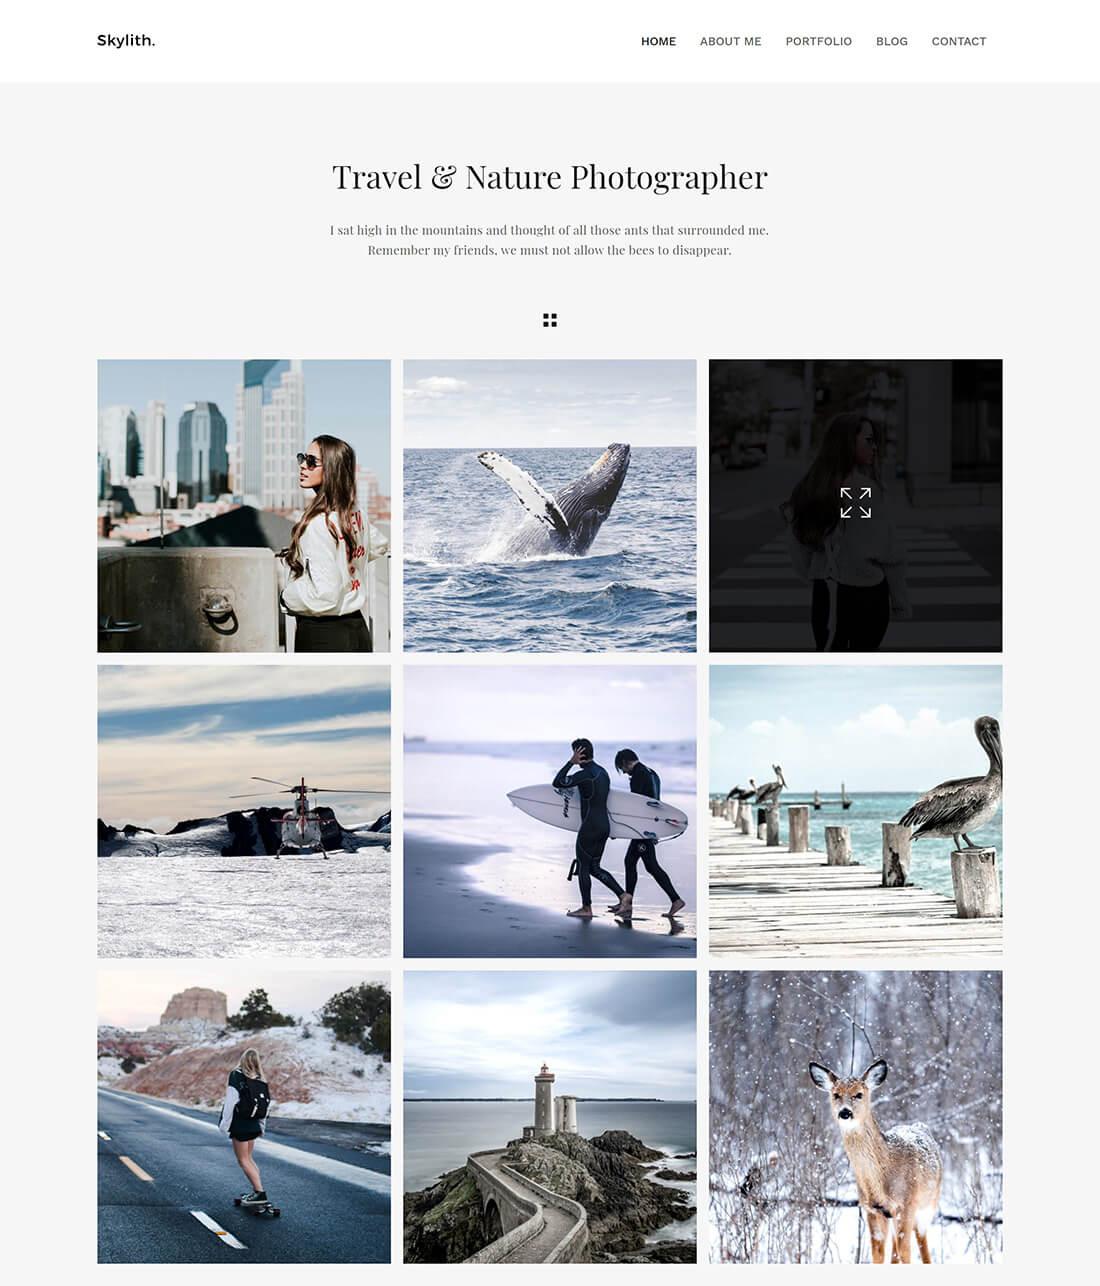 Skylith.
HOME ABOUT ME PORTFOLIO BLOG CONTACT
Travel & Nature Photographer
I sat high in the mountains and thought of all those ants that surrounded me.
Remember my friends, we must not allow the bees to disappear.